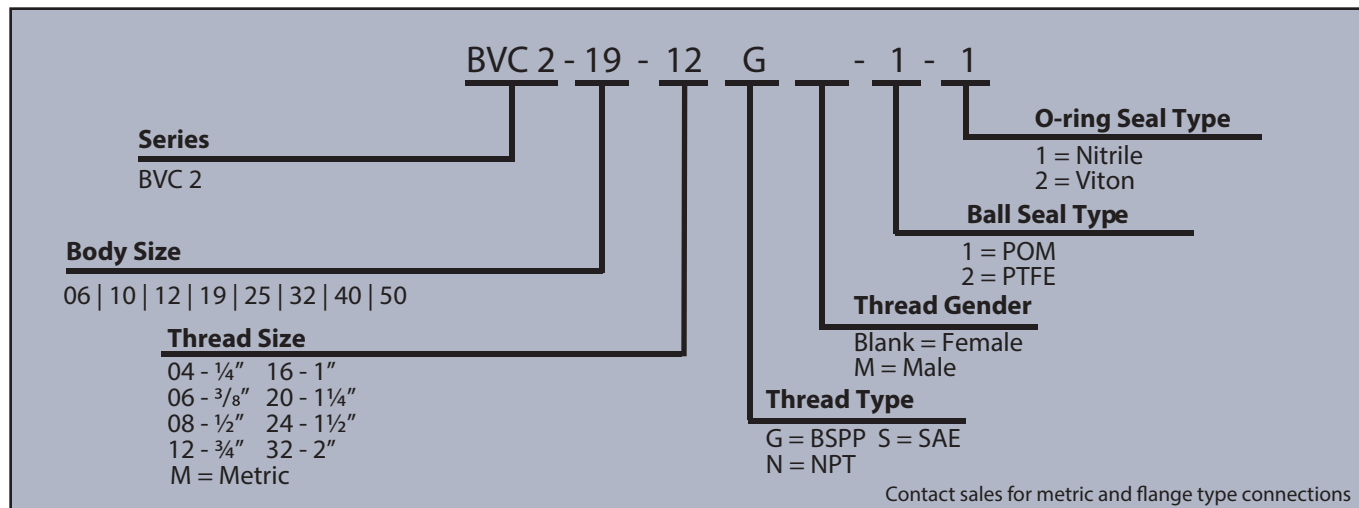 BVC 2 - 19 - 12 G - 1 - 1
O-ring Seal Type
1 = Nitrile
2 = Viton
Series
BVC 2
Ball Seal Type
1 = POM
2 = PTFE
Body Size
06 | 10 | 12 | 19 | 25 | 32 | 40 | 50
Thread Gender
Blank = Female
M = Male
Thread Size
04 - ¼” 16 - 1”
06 - ³/₈” 20 - 1¼”
08 - ½” 24 - 1½”
12 - ¾” 32 - 2”
M = Metric
Thread Type
G = BSPP S = SAE
N = NPT
Contact sales for metric and flange type connections